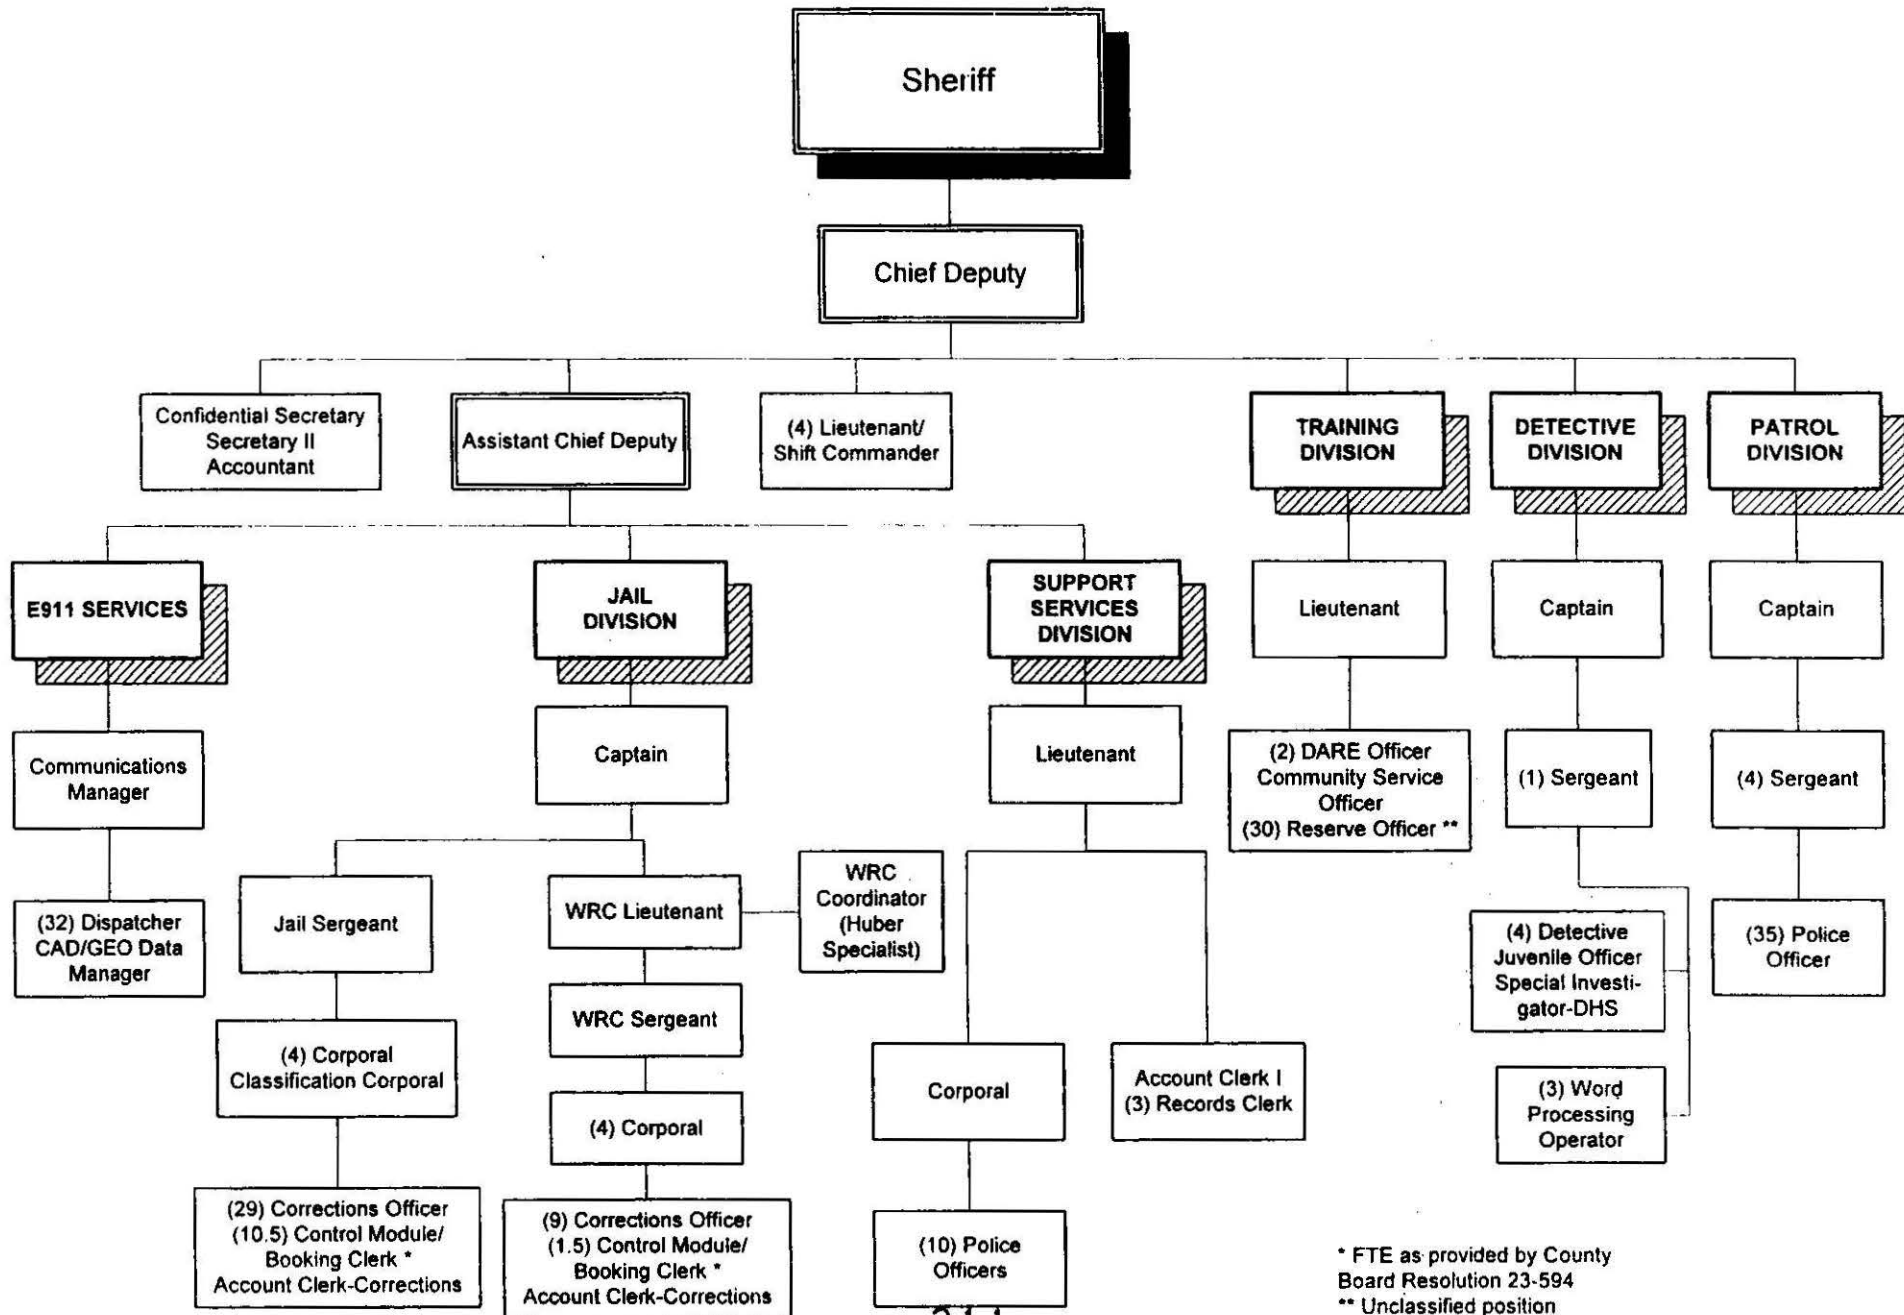 Sheriff
Chief Deputy
Confidential Secretary
Secretary II
Accountant
Assistant Chief Deputy
(4) Lieutenant/
Shift Commander
TRAINING
DIVISION
DETECTIVE
DIVISION
PATROL
DIVISION
E911 SERVICES
JAIL
DIVISION
SUPPORT
SERVICES
DIVISION
Lieutenant
Captain
Captain
Communications
Manager
Captain
Lieutenant
(2) DARE Officer
Community Service
Officer
(30) Reserve Officer **
(1) Sergeant
(4) Sergeant
(32) Dispatcher
CAD/GEO Data
Manager
Jail Sergeant
WRC Lieutenant
WRC
Coordinator
(Huber
Specialist)
(4) Detective
Juvenile Officer
Special Investi-
gator-DHS
(35) Police
Officer
(4) Corporal
Classification Corporal
WRC Sergeant
(4) Corporal
Corporal
Account Clerk I
(3) Records Clerk
(3) Word
Processing
Operator
(29) Corrections Officer
(10.5) Control Module/
Booking Clerk *
Account Clerk-Corrections
(9) Corrections Officer
(1.5) Control Module/
Booking Clerk *
Account Clerk-Corrections
(10) Police
Officers
* FTE as provided by County
Board Resolution 23-594
** Unclassified position